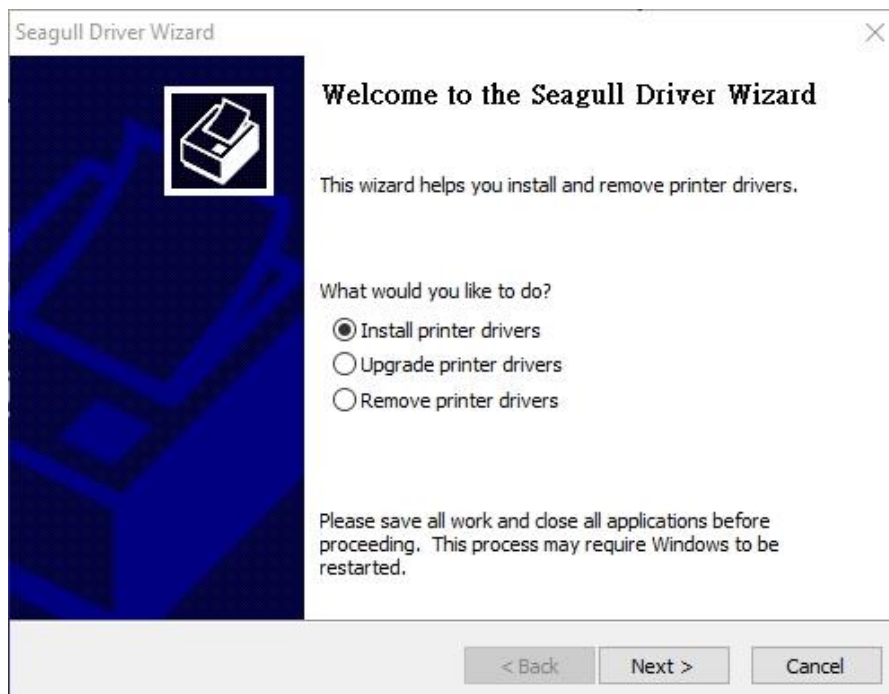 Seagull Driver Wizard
Welcome to the Seagull Driver Wizard
This wizard helps you install and remove printer drivers.
What would you like to do?
Install printer drivers
Upgrade printer drivers
Remove printer drivers
Please save all work and close all applications before
proceeding.  This process may require Windows to be
restarted.
< Back Next > Cancel